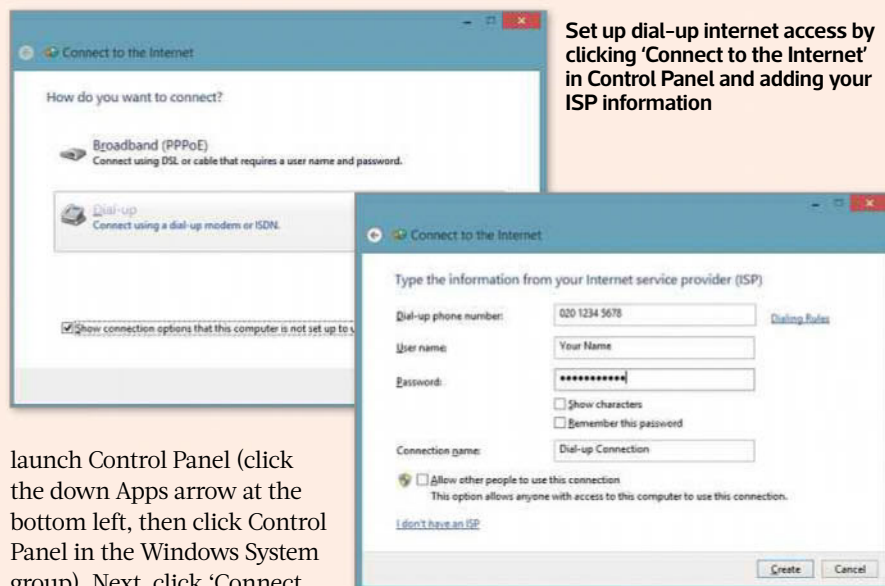 Connect to the Internet
How do you want to connect?
Broadband (PPPoE)
Connect using DSL or cable that requires a user name and password.
Dial-up
Connect using a dial-up modem or ISDN.
Show connection options that this computer is not set up to
Set up dial-up internet access by
clicking ‘Connect to the Internet’
in Control Panel and adding your
ISP information
Connect to the Internet
Type the information from your Internet service provider (ISP)
Dial-up phone number: 020 1234 5678 Dialing Rules
User name: Your Name
Password: •••••••••••
Show characters
Remember this password
Connection name: Dial-up Connection
Allow other people to use this connection
This option allows anyone with access to this computer to use this connection.
I don't have an ISP
Create Cancel
launch Control Panel (click
the down Apps arrow at the
bottom left, then click Control
Panel in the Windows System
group). Next, click ‘Connect